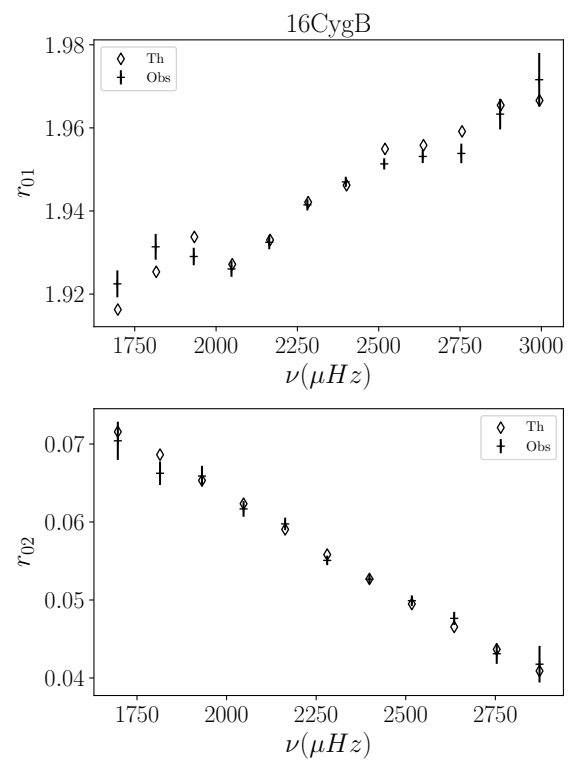 16CygB
1.98
1.96
1.94
1.92
r01
Th
Obs
1750 2000 2250 2500 2750 3000
ν(μHz)
0.07
0.06
0.05
0.04
r02
Th
Obs
1750 2000 2250 2500 2750
ν(μHz)